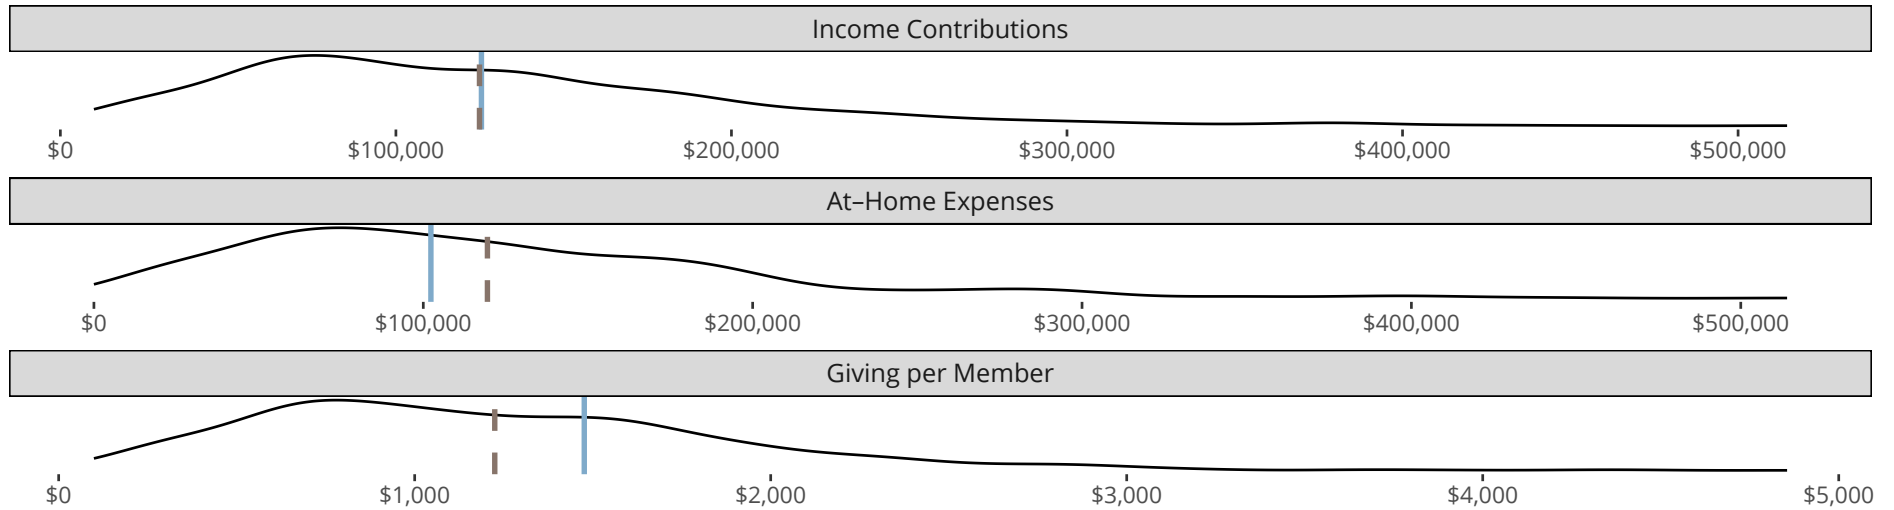 Income Contributions
$0 $100,000 $200,000 $300,000 $400,000 $500,000
At–Home Expenses
$0 $100,000 $200,000 $300,000 $400,000 $500,000
Giving per Member
$0 $1,000 $2,000 $3,000 $4,000 $5,000